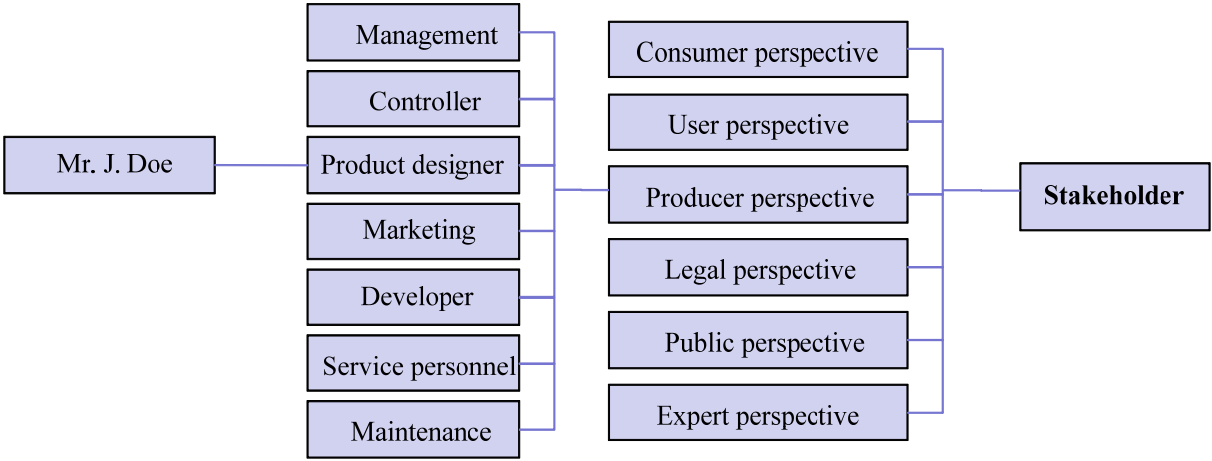 Mr. J. Doe
Management
Controller
Product designer
Marketing
Developer
Service personnel
Maintenance
Consumer perspective
User perspective
Producer perspective
Legal perspective
Public perspective
Expert perspective
Stakeholder